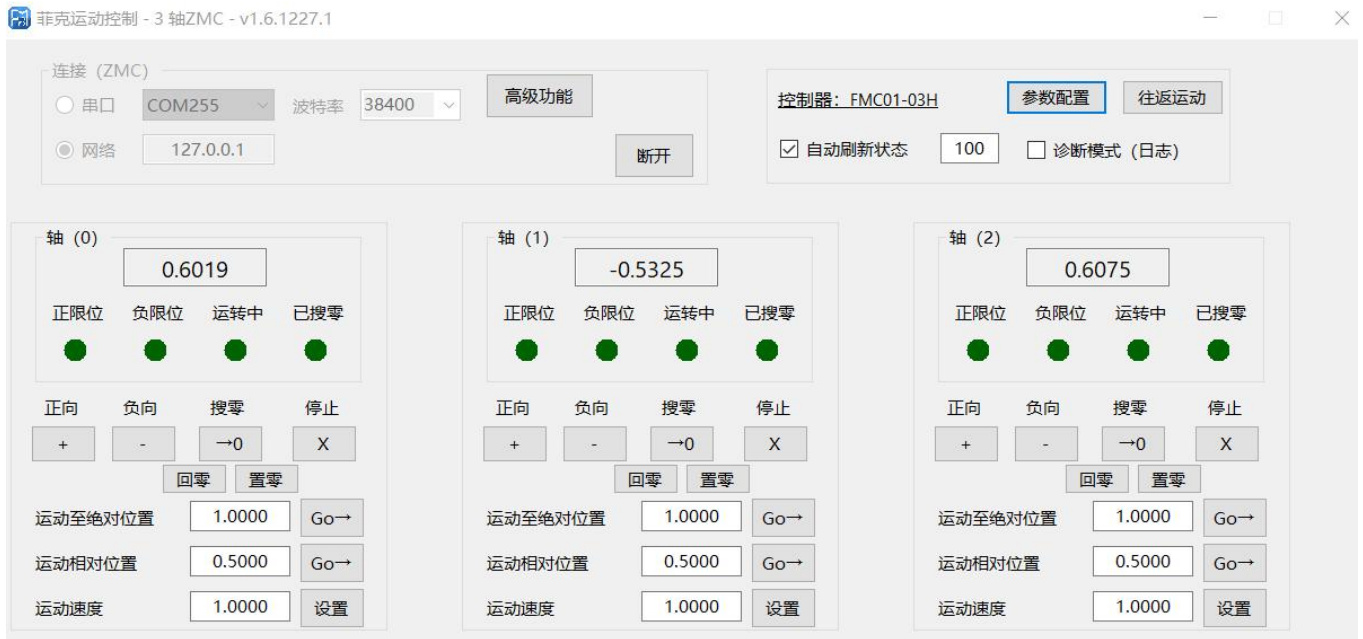 菲克运动控制 - 3 轴ZMC - v1.6.1227.1
连接 (ZMC)
串口 COM255 波特率 38400 高级功能
网络 127.0.0.1 断开
控制器：FMC01-03H 参数配置 往返运动
自动刷新状态 100 诊断模式 (日志)
轴 (0)
0.6019
正限位 负限位 运转中 已搜零
正向 负向 搜零 停止
+ - →0 X
回零 置零
运动至绝对位置 1.0000 Go→
运动相对位置 0.5000 Go→
运动速度 1.0000 设置
轴 (1)
-0.5325
正限位 负限位 运转中 已搜零
正向 负向 搜零 停止
+ - →0 X
回零 置零
运动至绝对位置 1.0000 Go→
运动相对位置 0.5000 Go→
运动速度 1.0000 设置
轴 (2)
0.6075
正限位 负限位 运转中 已搜零
正向 负向 搜零 停止
+ - →0 X
回零 置零
运动至绝对位置 1.0000 Go→
运动相对位置 0.5000 Go→
运动速度 1.0000 设置